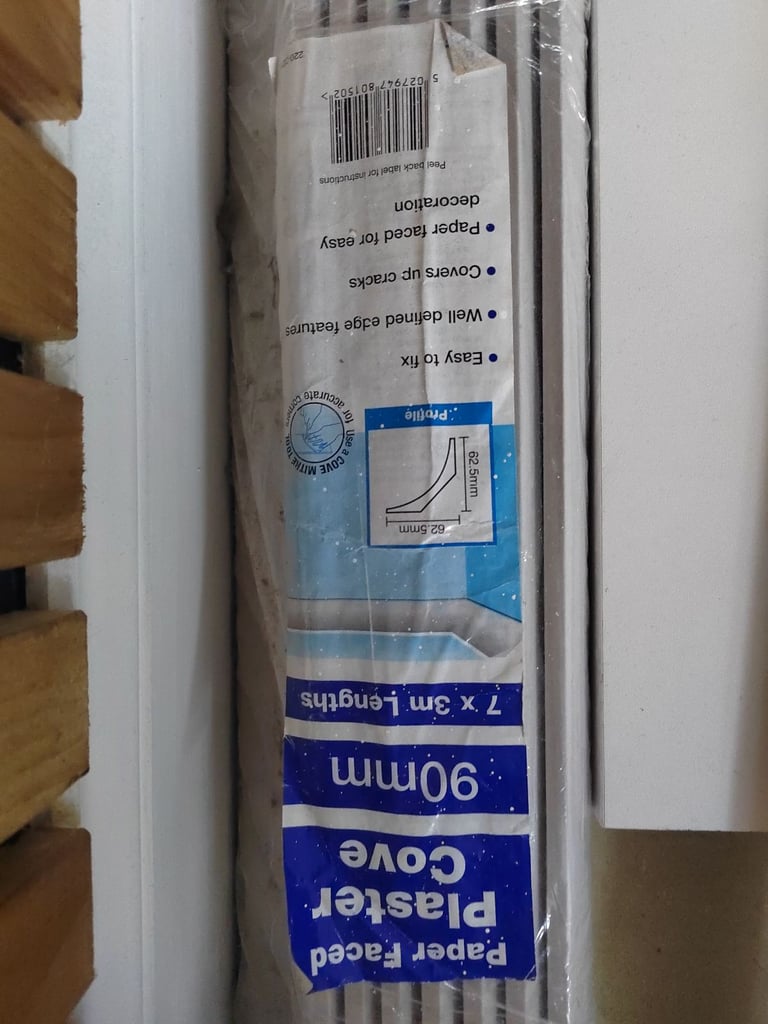 Paper Faced
Plaster
Cove
90mm
7 x 3m Lengths
62.5mm
62.5mm
Profile
Use a COVE MITRE TOOL
for accurate corners
• Easy to fix
• Well defined edge features
• Covers up cracks
• Paper faced for easy
decoration
Peel back label for instructions
5 027947 801502 >